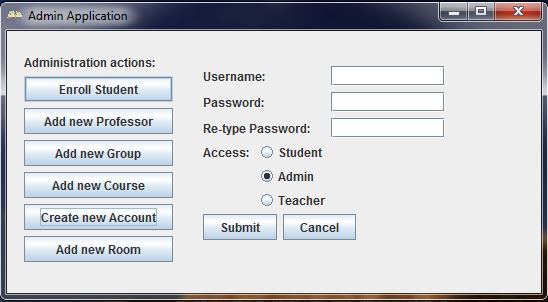 Admin Application
Administration actions:
Enroll Student
Add new Professor
Add new Group
Add new Course
Create new Account
Add new Room
Username:
Password:
Re-type Password:
Access: Student
Admin
Teacher
Submit Cancel